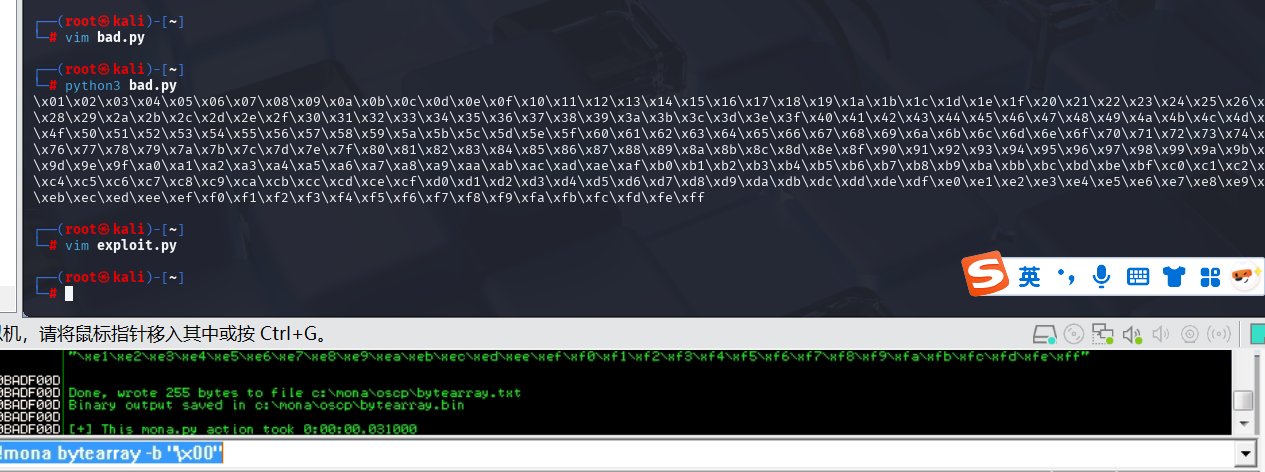 ┌──(root㉿kali)-[~]
└─# vim bad.py
┌──(root㉿kali)-[~]
└─# python3 bad.py
\x01\x02\x03\x04\x05\x06\x07\x08\x09\x0a\x0b\x0c\x0d\x0e\x0f\x10\x11\x12\x13\x14\x15\x16\x17\x18\x19\x1a\x1b\x1c\x1d\x1e\x1f\x20\x21\x22\x23\x24\x25\x26\x
\x28\x29\x2a\x2b\x2c\x2d\x2e\x2f\x30\x31\x32\x33\x34\x35\x36\x37\x38\x39\x3a\x3b\x3c\x3d\x3e\x3f\x40\x41\x42\x43\x44\x45\x46\x47\x48\x49\x4a\x4b\x4c\x4d\x
\x4f\x50\x51\x52\x53\x54\x55\x56\x57\x58\x59\x5a\x5b\x5c\x5d\x5e\x5f\x60\x61\x62\x63\x64\x65\x66\x67\x68\x69\x6a\x6b\x6c\x6d\x6e\x6f\x70\x71\x72\x73\x74\x
\x76\x77\x78\x79\x7a\x7b\x7c\x7d\x7e\x7f\x80\x81\x82\x83\x84\x85\x86\x87\x88\x89\x8a\x8b\x8c\x8d\x8e\x8f\x90\x91\x92\x93\x94\x95\x96\x97\x98\x99\x9a\x9b\x
\x9d\x9e\x9f\xa0\xa1\xa2\xa3\xa4\xa5\xa6\xa7\xa8\xa9\xaa\xab\xac\xad\xae\xaf\xb0\xb1\xb2\xb3\xb4\xb5\xb6\xb7\xb8\xb9\xba\xbb\xbc\xbd\xbe\xbf\xc0\xc1\xc2\x
\xc4\xc5\xc6\xc7\xc8\xc9\xca\xcb\xcc\xcd\xce\xcf\xd0\xd1\xd2\xd3\xd4\xd5\xd6\xd7\xd8\xd9\xda\xdb\xdc\xdd\xde\xdf\xe0\xe1\xe2\xe3\xe4\xe5\xe6\xe7\xe8\xe9\x
\xeb\xec\xed\xee\xef\xf0\xf1\xf2\xf3\xf4\xf5\xf6\xf7\xf8\xf9\xfa\xfb\xfc\xfd\xfe\xff
┌──(root㉿kali)-[~]
└─# vim exploit.py
┌──(root㉿kali)-[~]
└─#
S 英
机，请将鼠标指针移入其中或按 Ctrl+G。
"\xe1\xe2\xe3\xe4\xe5\xe6\xe7\xe8\xe9\xea\xeb\xec\xed\xee\xef\xf0\xf1\xf2\xf3\xf4\xf5\xf6\xf7\xf8\xf9\xfa\xfb\xfc\xfd\xfe\xff"
0BADF00D
0BADF00D Done, wrote 255 bytes to file c:\mona\oscp\bytearray.txt
0BADF00D Binary output saved in c:\mona\oscp\bytearray.bin
0BADF00D
0BADF00D [+] This mona.py action took 0:00:00.031000
!mona bytearray -b "\x00"